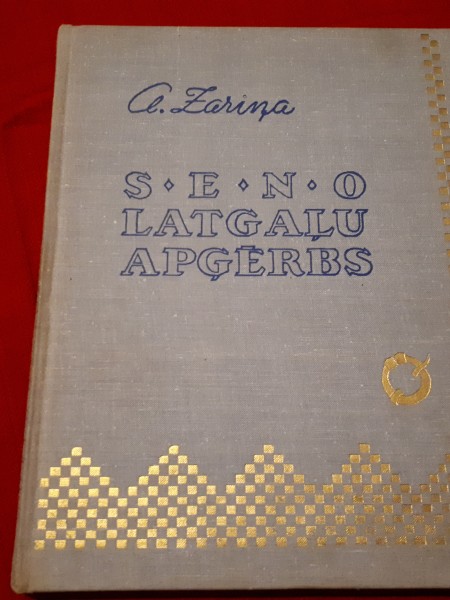 A. Zariņa
S·E·N·O
LATGAĻU
APĢĒRBS